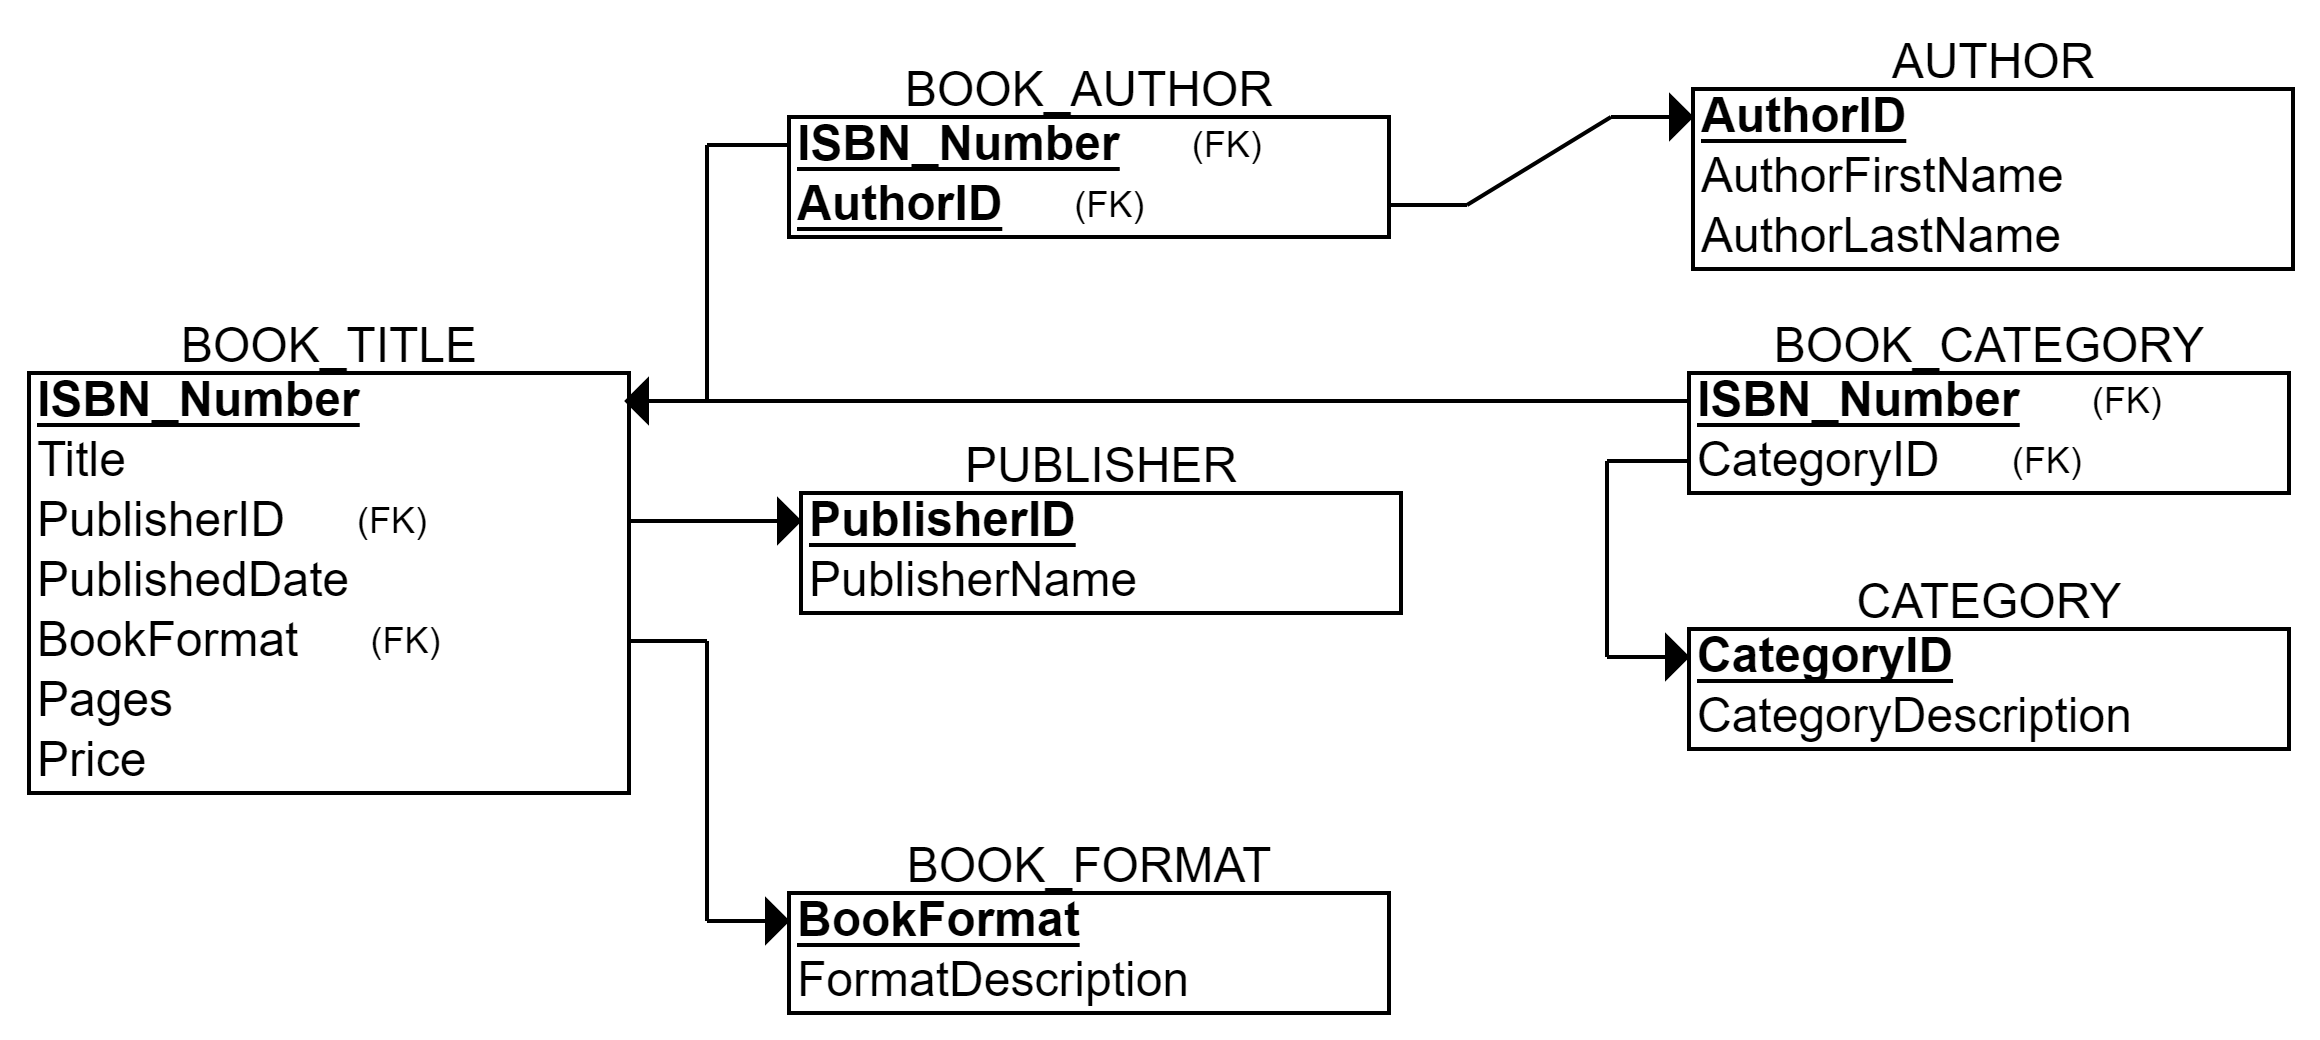 BOOK_AUTHOR
ISBN_Number (FK)
AuthorID (FK)
AUTHOR
AuthorID
AuthorFirstName
AuthorLastName
BOOK_TITLE
ISBN_Number
Title
PublisherID (FK)
PublishedDate
BookFormat (FK)
Pages
Price
PUBLISHER
PublisherID
PublisherName
BOOK_CATEGORY
ISBN_Number (FK)
CategoryID (FK)
CATEGORY
CategoryID
CategoryDescription
BOOK_FORMAT
BookFormat
FormatDescription